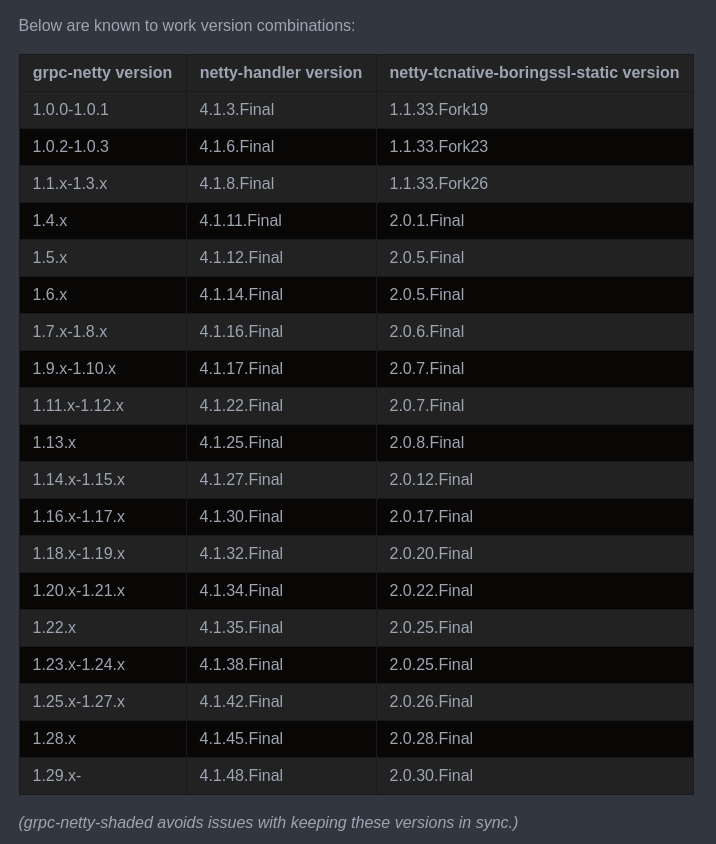 Below are known to work version combinations:
grpc-netty version netty-handler version netty-tcnative-boringssl-static version
1.0.0-1.0.1 4.1.3.Final 1.1.33.Fork19
1.0.2-1.0.3 4.1.6.Final 1.1.33.Fork23
1.1.x-1.3.x 4.1.8.Final 1.1.33.Fork26
1.4.x 4.1.11.Final 2.0.1.Final
1.5.x 4.1.12.Final 2.0.5.Final
1.6.x 4.1.14.Final 2.0.5.Final
1.7.x-1.8.x 4.1.16.Final 2.0.6.Final
1.9.x-1.10.x 4.1.17.Final 2.0.7.Final
1.11.x-1.12.x 4.1.22.Final 2.0.7.Final
1.13.x 4.1.25.Final 2.0.8.Final
1.14.x-1.15.x 4.1.27.Final 2.0.12.Final
1.16.x-1.17.x 4.1.30.Final 2.0.17.Final
1.18.x-1.19.x 4.1.32.Final 2.0.20.Final
1.20.x-1.21.x 4.1.34.Final 2.0.22.Final
1.22.x 4.1.35.Final 2.0.25.Final
1.23.x-1.24.x 4.1.38.Final 2.0.25.Final
1.25.x-1.27.x 4.1.42.Final 2.0.26.Final
1.28.x 4.1.45.Final 2.0.28.Final
1.29.x- 4.1.48.Final 2.0.30.Final
(grpc-netty-shaded avoids issues with keeping these versions in sync.)